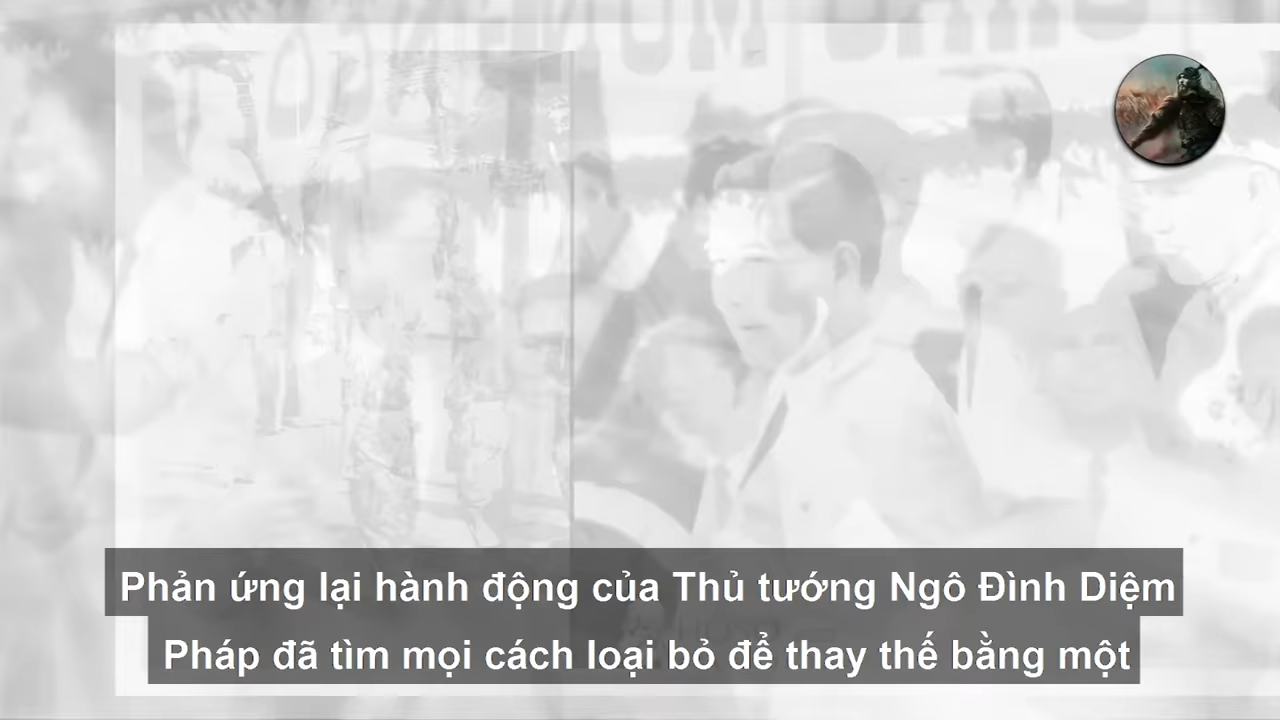 Phản ứng lại hành động của Thủ tướng Ngô Đình Diệm
Pháp đã tìm mọi cách loại bỏ để thay thế bằng một